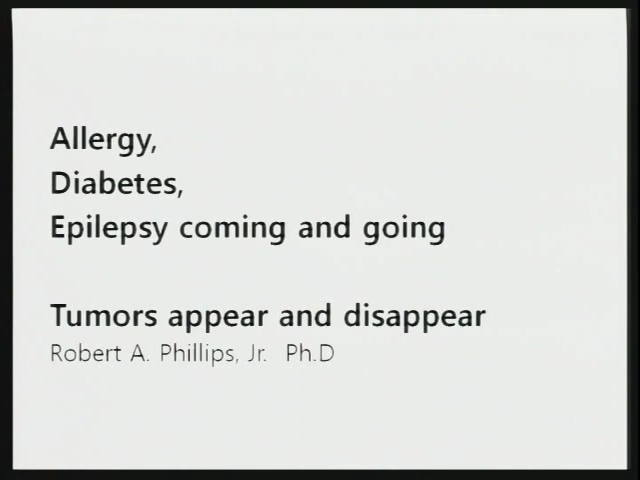 Allergy,
Diabetes,
Epilepsy coming and going
Tumors appear and disappear
Robert A. Phillips, Jr. Ph.D